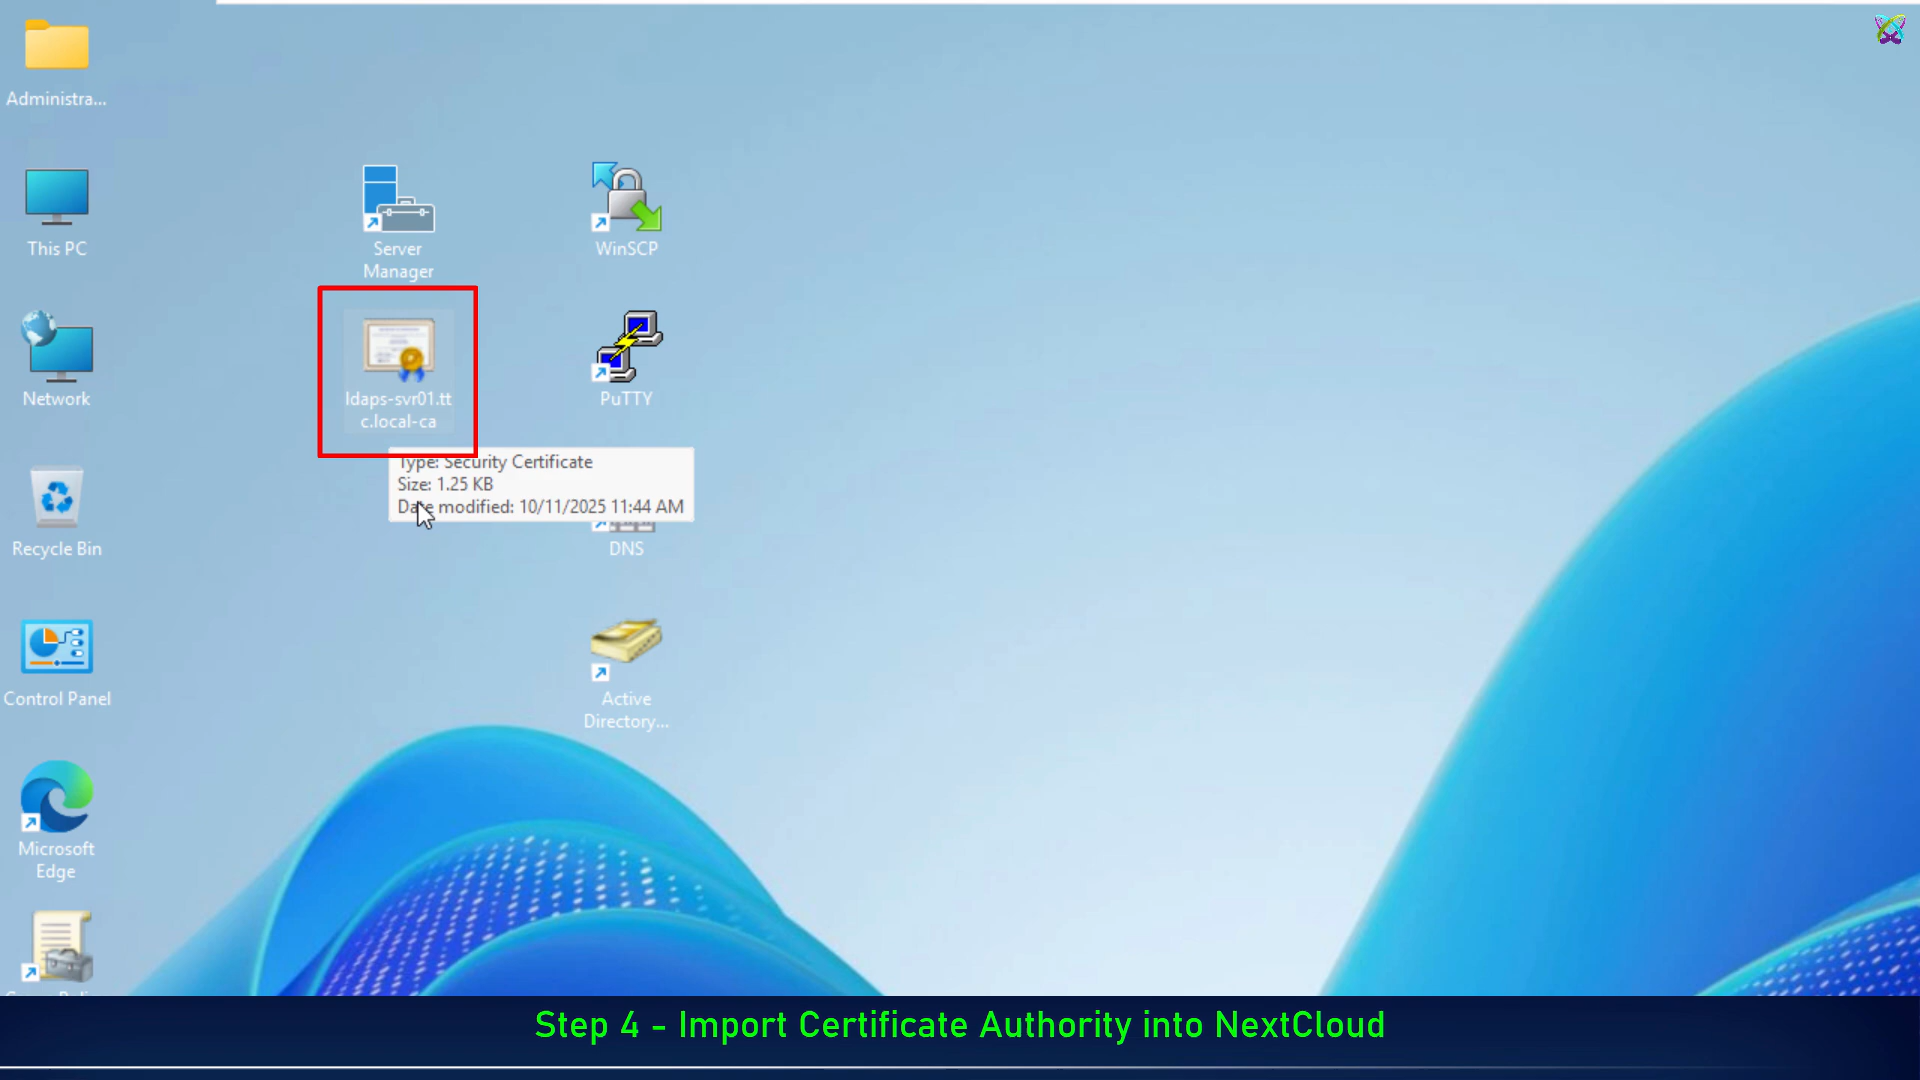 Administra...
This PC
Server
Manager
WinSCP
Network
ldaps-svr01.tt
c.local-ca
PuTTY
Type: Security Certificate
Size: 1.25 KB
Date modified: 10/11/2025 11:44 AM
Recycle Bin
DNS
Control Panel
Active
Directory...
Microsoft
Edge
Step 4 - Import Certificate Authority into NextCloud